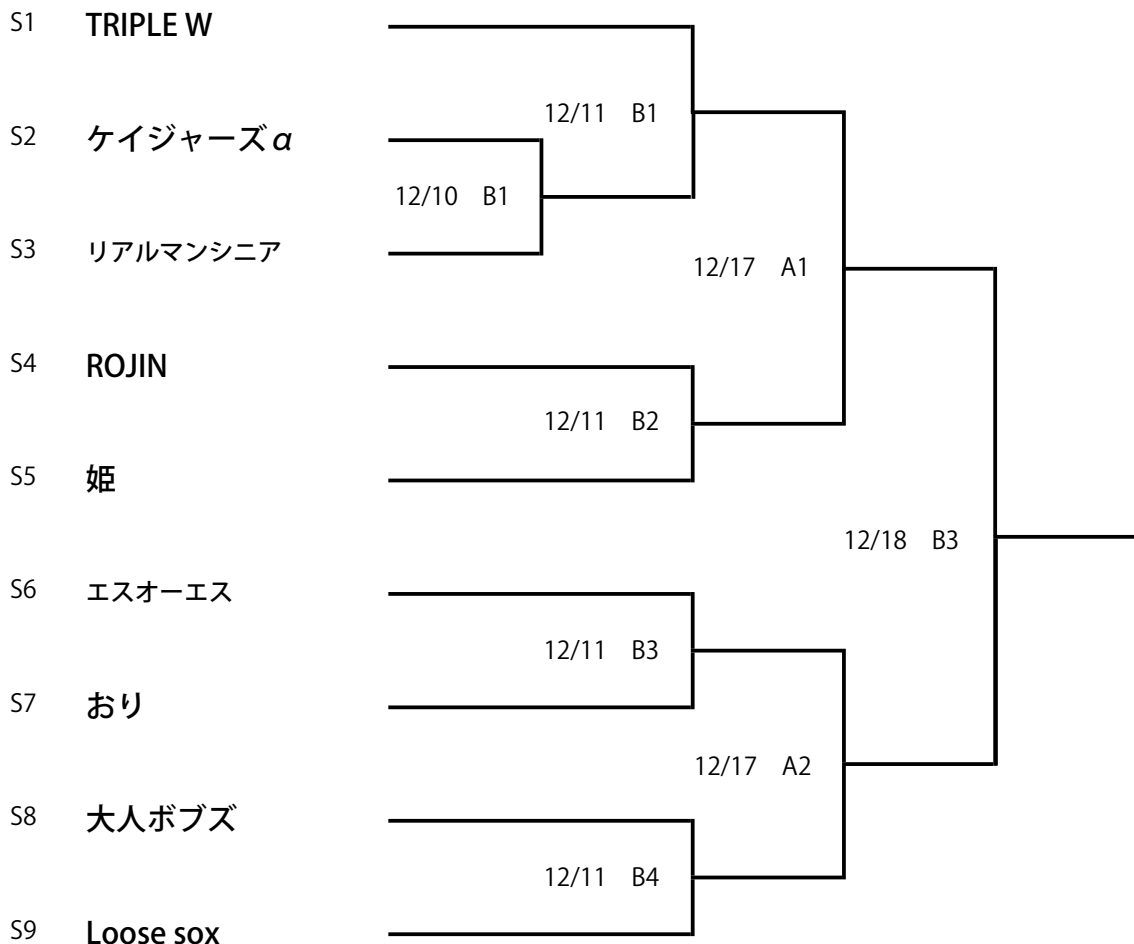 S1 TRIPLE W
12/11 B1
S2 ケイジャーズα
12/10 B1
S3 リアルマンシニア
12/17 A1
S4 ROJIN
12/11 B2
S5 姫
12/18 B3
S6 エスオーエス
12/11 B3
S7 おり
12/17 A2
S8 大人ボブズ
12/11 B4
S9 Loose sox